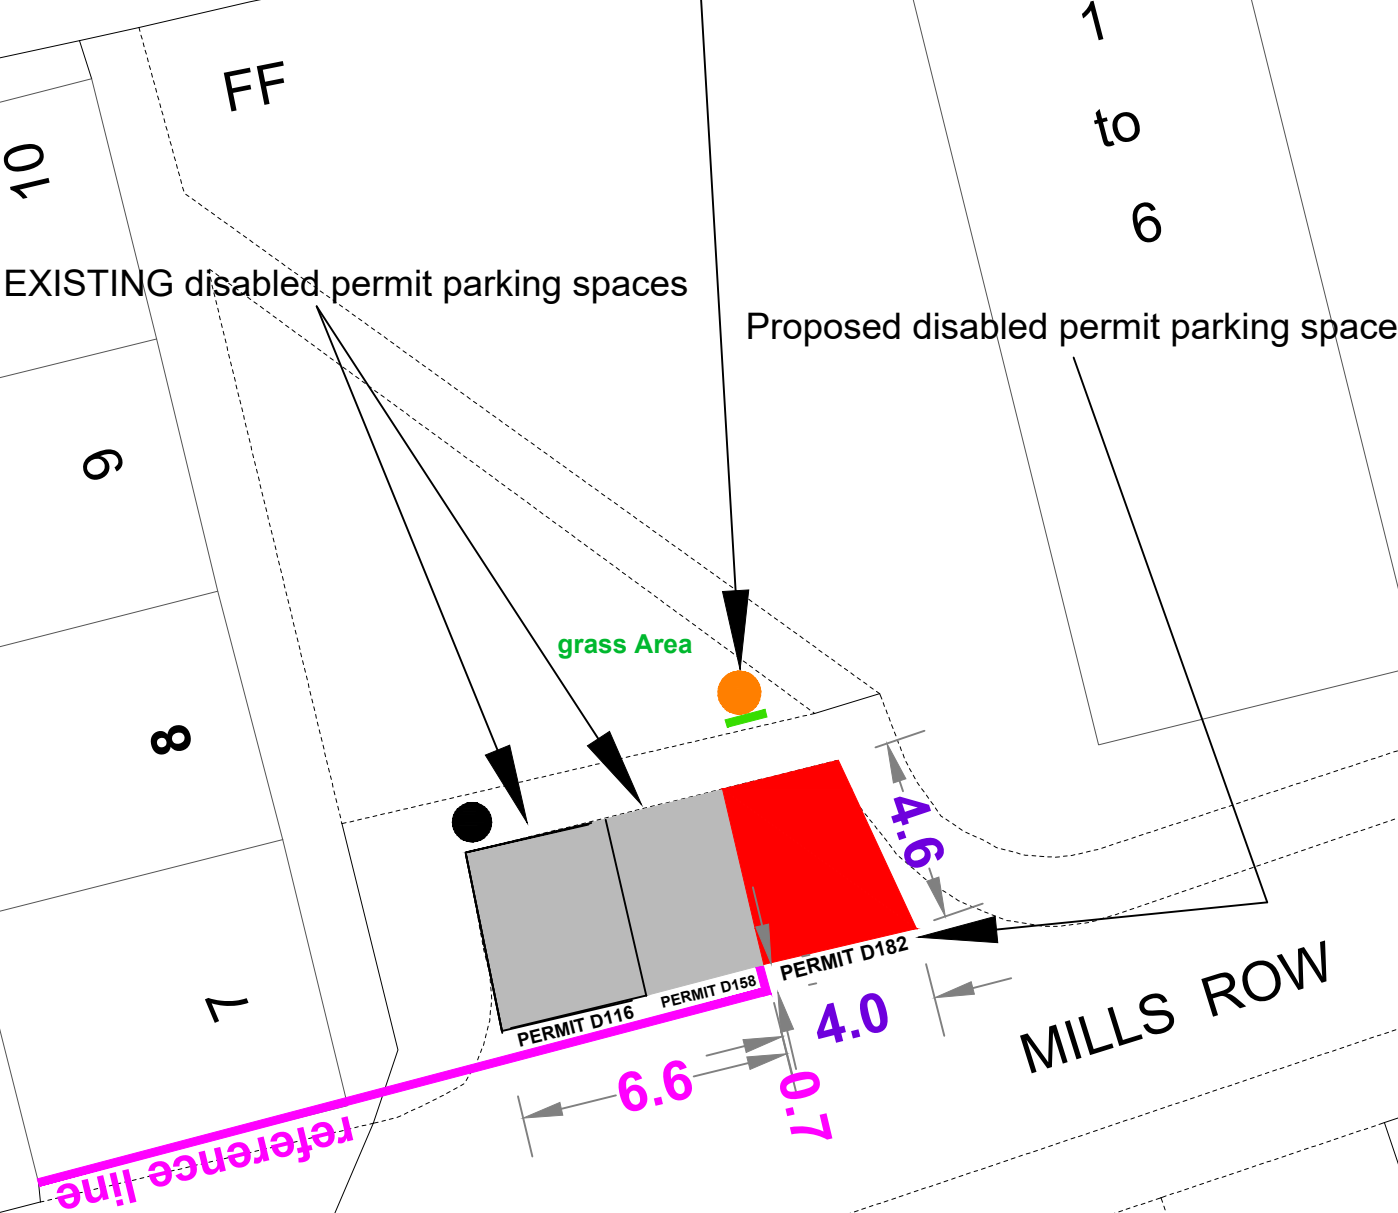 FF
1
to
6
10
EXISTING disabled permit parking spaces
Proposed disabled permit parking space
9
grass Area
8
4.6
7
PERMIT D182
PERMIT D158
PERMIT D116
4.0
MILLS ROW
6.6
0.7
reference line